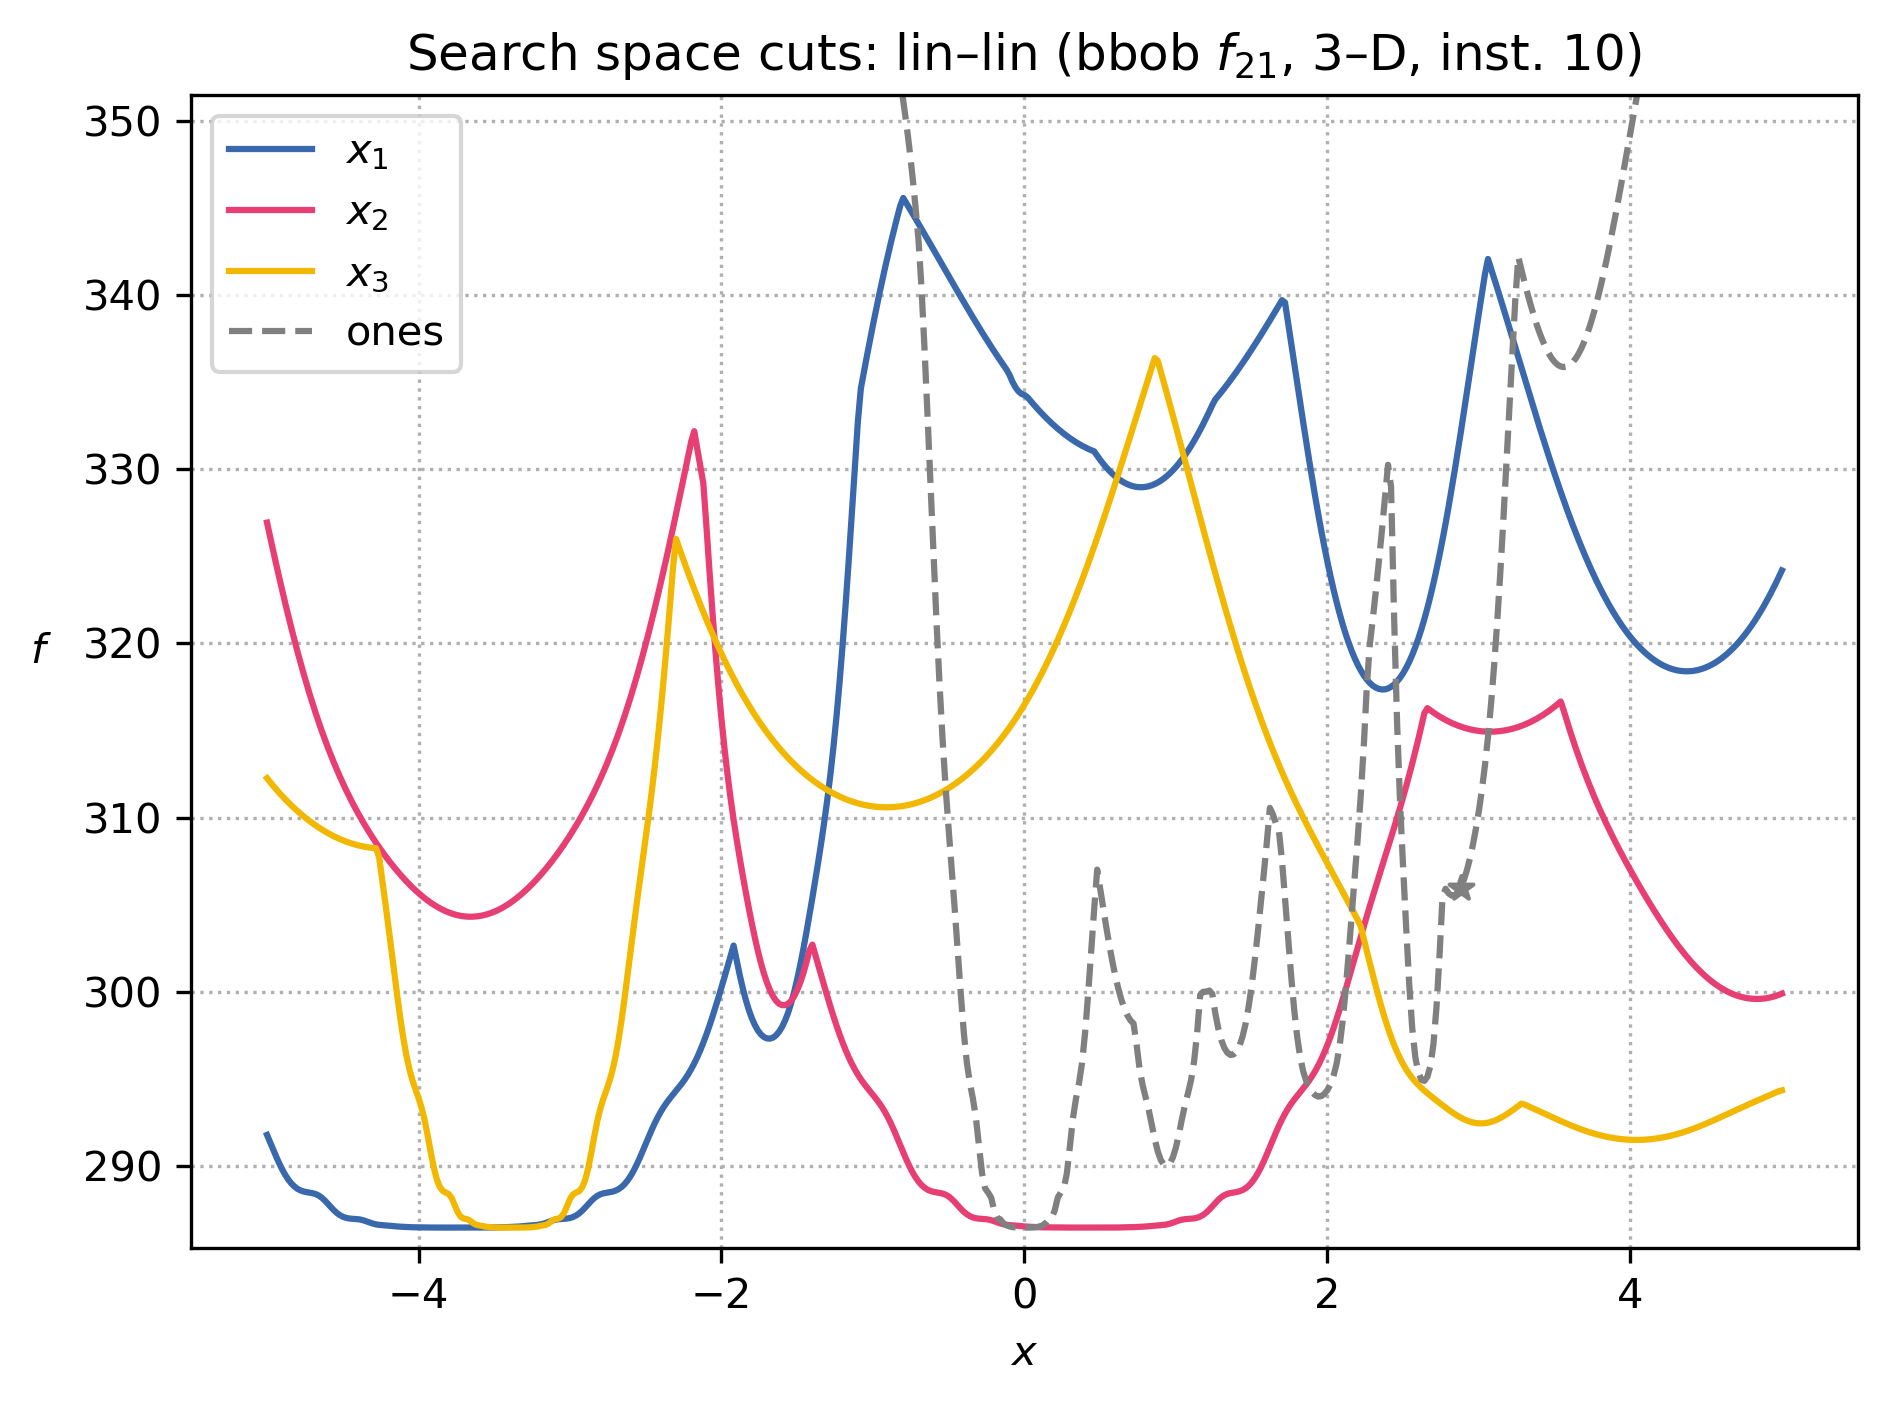 Search space cuts: lin–lin (bbob f₂₁, 3–D, inst. 10)
x₁
x₂
x₃
ones
350
340
330
320
310
300
290
f
−4
−2
0
2
4
x